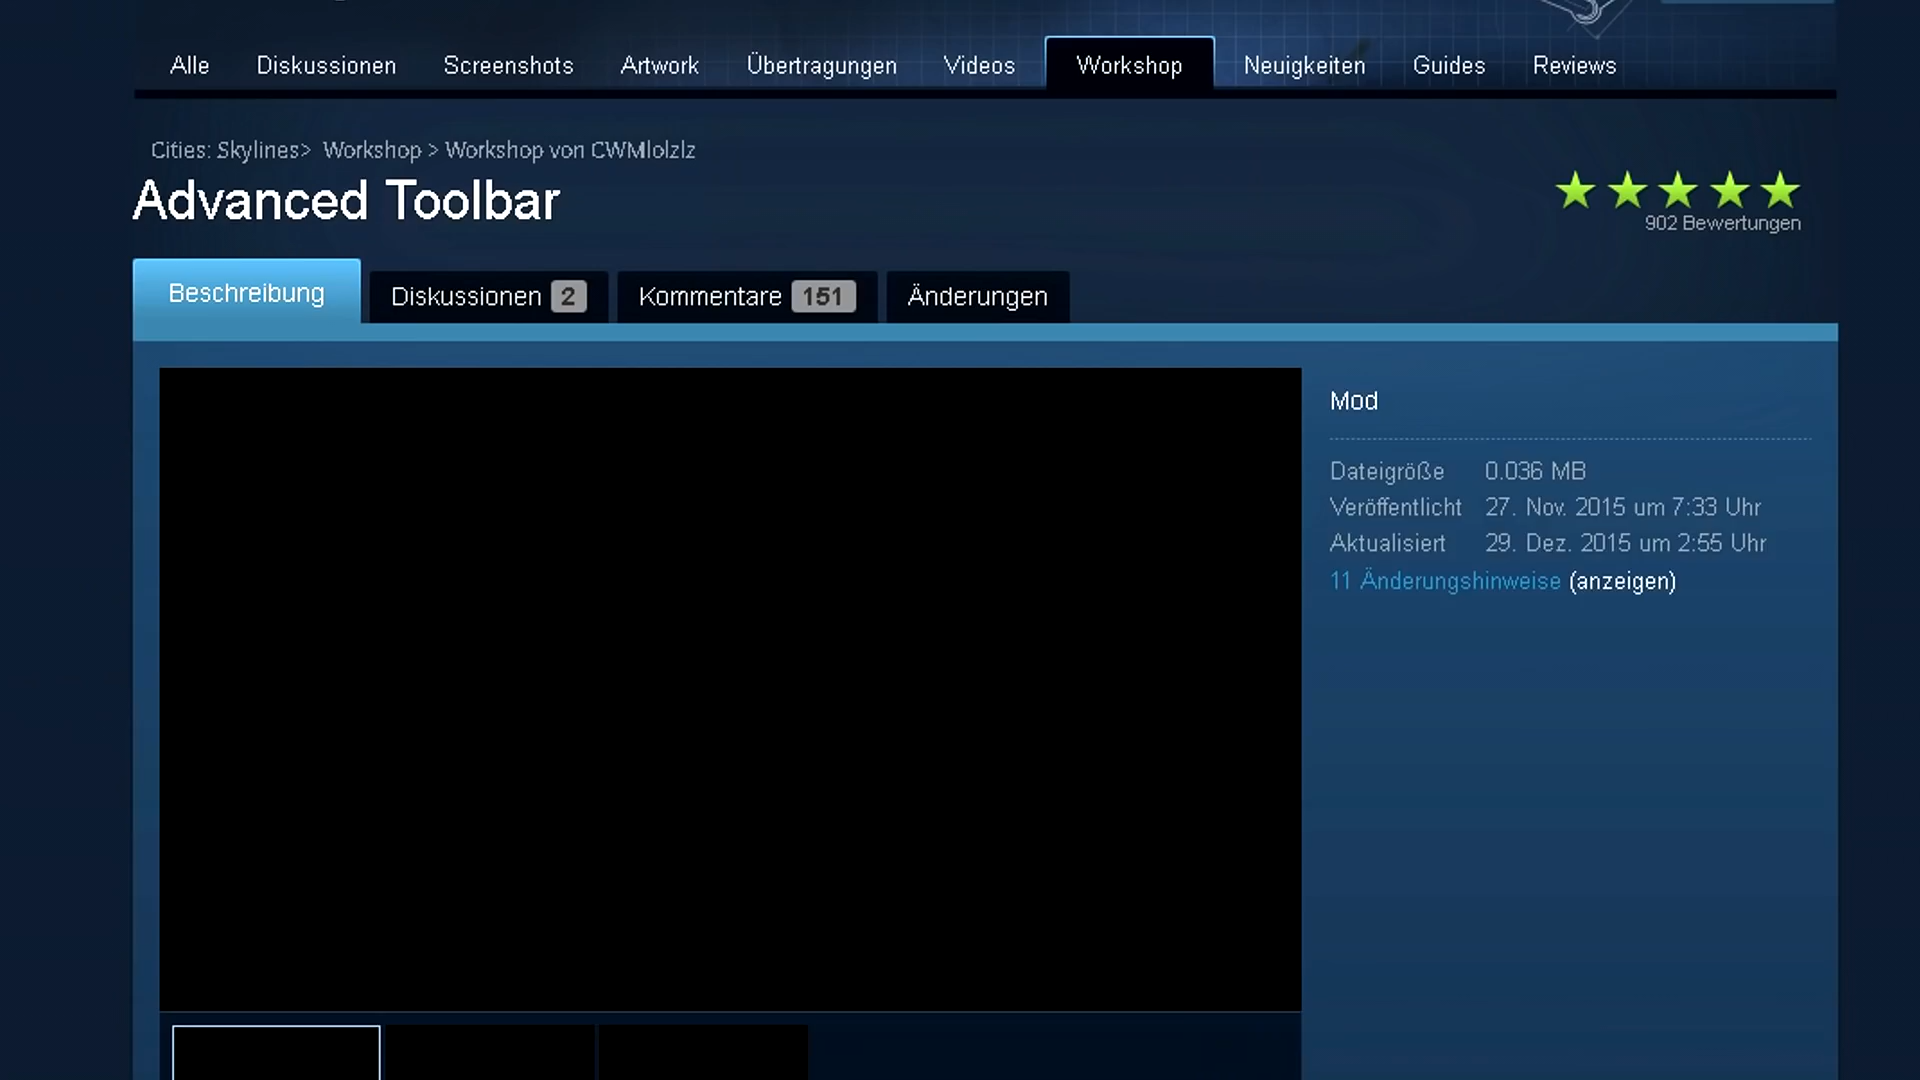 Alle Diskussionen Screenshots Artwork Übertragungen Videos Workshop Neuigkeiten Guides Reviews
Cities: Skylines> Workshop > Workshop von CWMlolzlz
Advanced Toolbar
902 Bewertungen
Beschreibung Diskussionen 2 Kommentare 151 Änderungen
Mod
Dateigröße 0.036 MB
Veröffentlicht 27. Nov. 2015 um 7:33 Uhr
Aktualisiert 29. Dez. 2015 um 2:55 Uhr
11 Änderungshinweise (anzeigen)